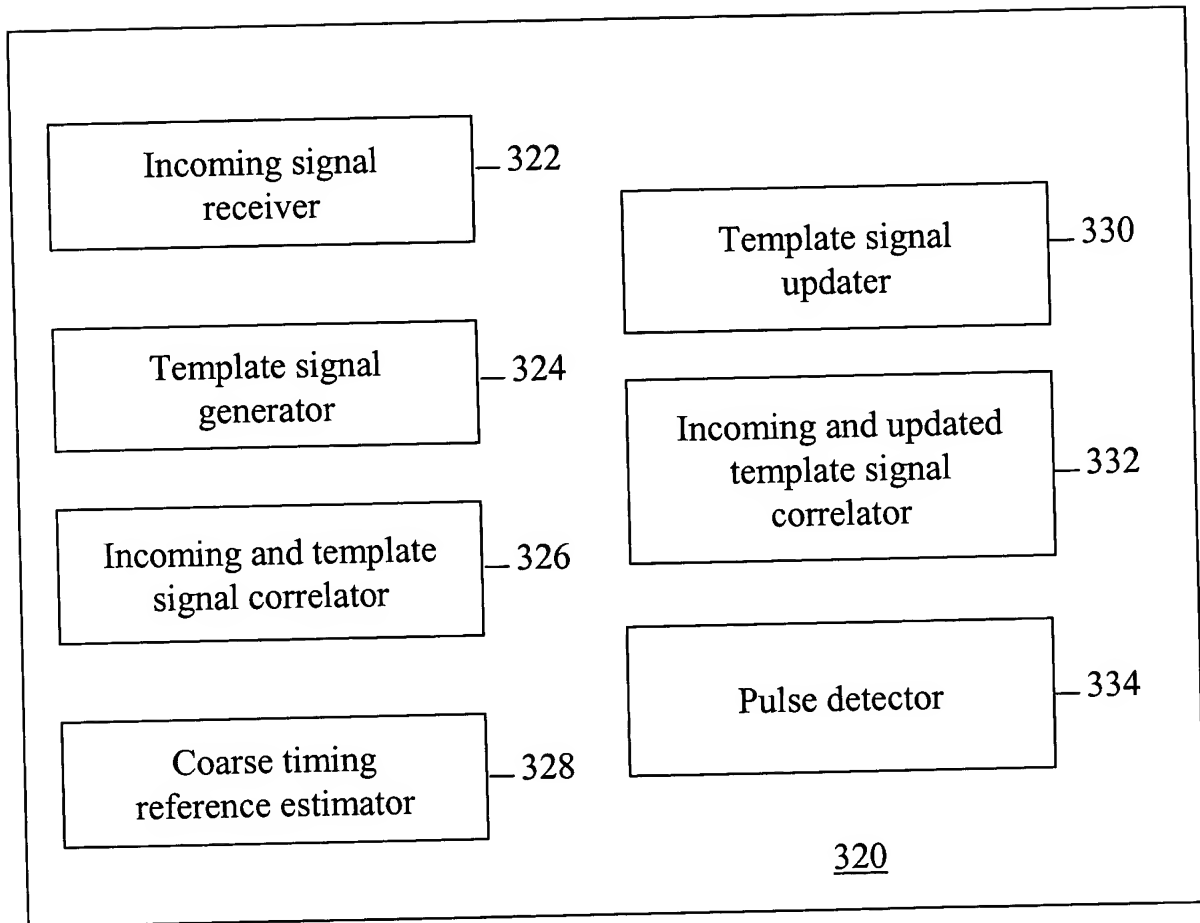 Incoming signal
receiver
322
Template signal
generator
324
Incoming and template
signal correlator
326
Coarse timing
reference estimator
328
Template signal
updater
330
Incoming and updated
template signal
correlator
332
Pulse detector
334
320